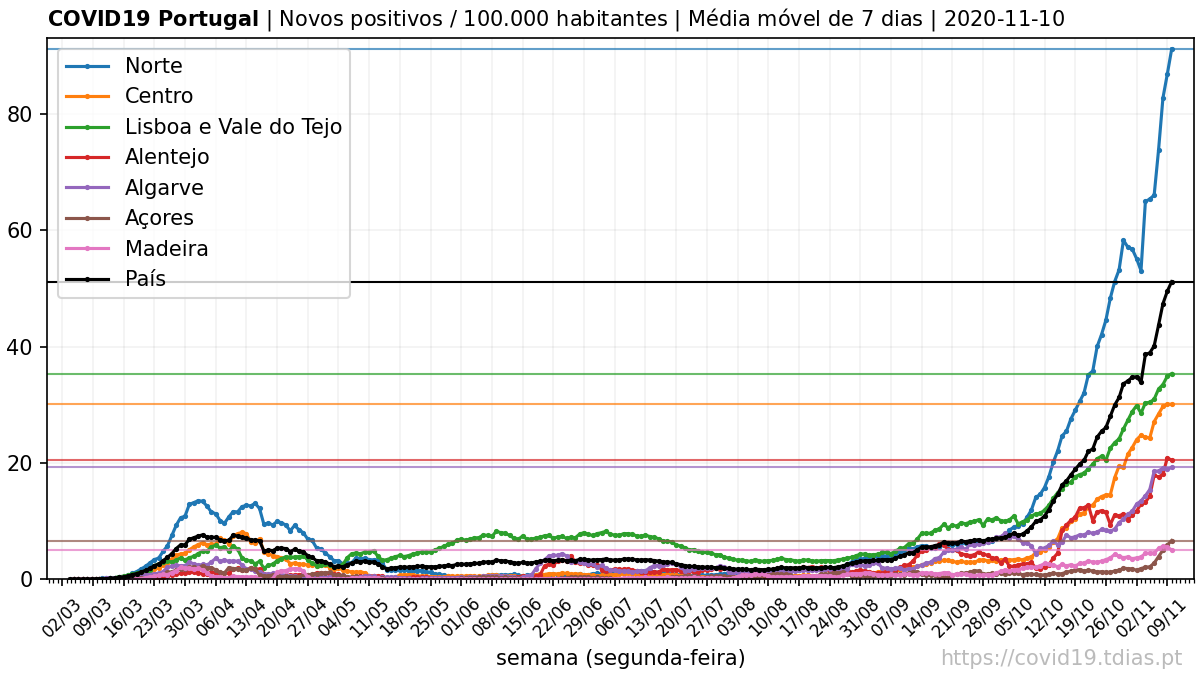 COVID19 Portugal | Novos positivos / 100.000 habitantes | Média móvel de 7 dias | 2020-11-10
Norte
Centro
Lisboa e Vale do Tejo
Alentejo
Algarve
Açores
Madeira
País
80
60
40
20
0
02/03 09/03 16/03 23/03 30/03 06/04 13/04 20/04 27/04 04/05 11/05 18/05 25/05 01/06 08/06 15/06 22/06 29/06 06/07 13/07 20/07 27/07 03/08 10/08 17/08 24/08 31/08 07/09 14/09 21/09 28/09 05/10 12/10 19/10 26/10 02/11 09/11
semana (segunda-feira)
https://covid19.tdias.pt